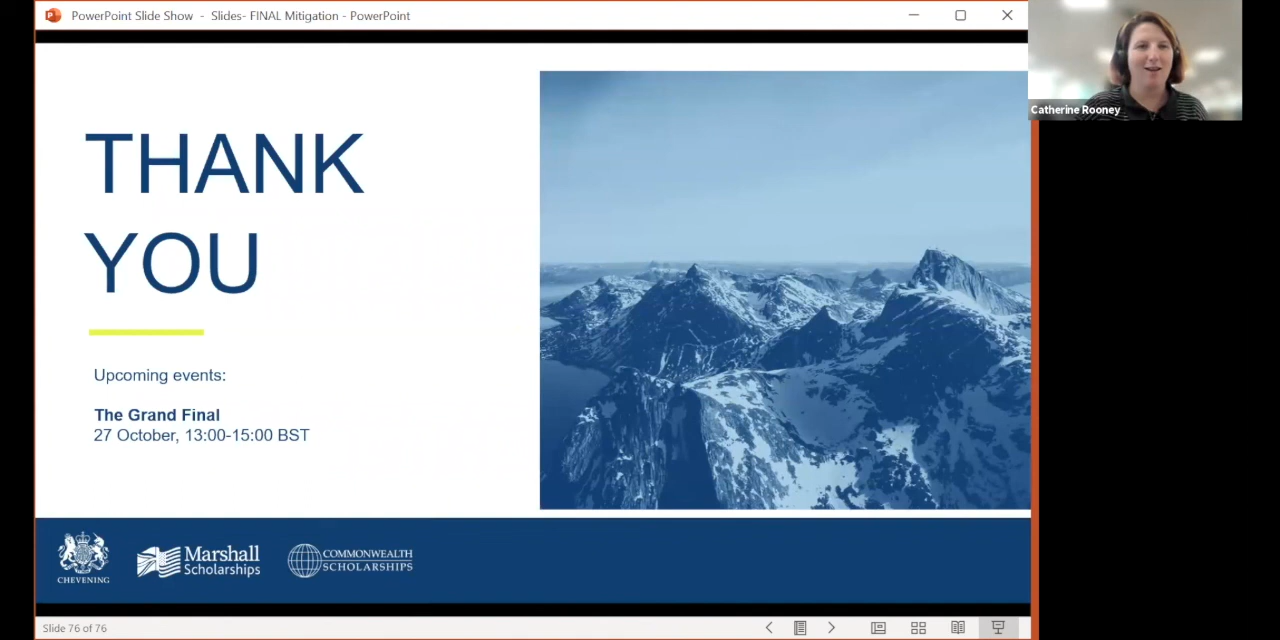 PowerPoint Slide Show - Slides- FINAL Mitigation - PowerPoint
Catherine Rooney
THANK
YOU
Upcoming events:
The Grand Final
27 October, 13:00-15:00 BST
CHEVENING
Marshall
Scholarships
COMMONWEALTH
SCHOLARSHIPS
Slide 76 of 76